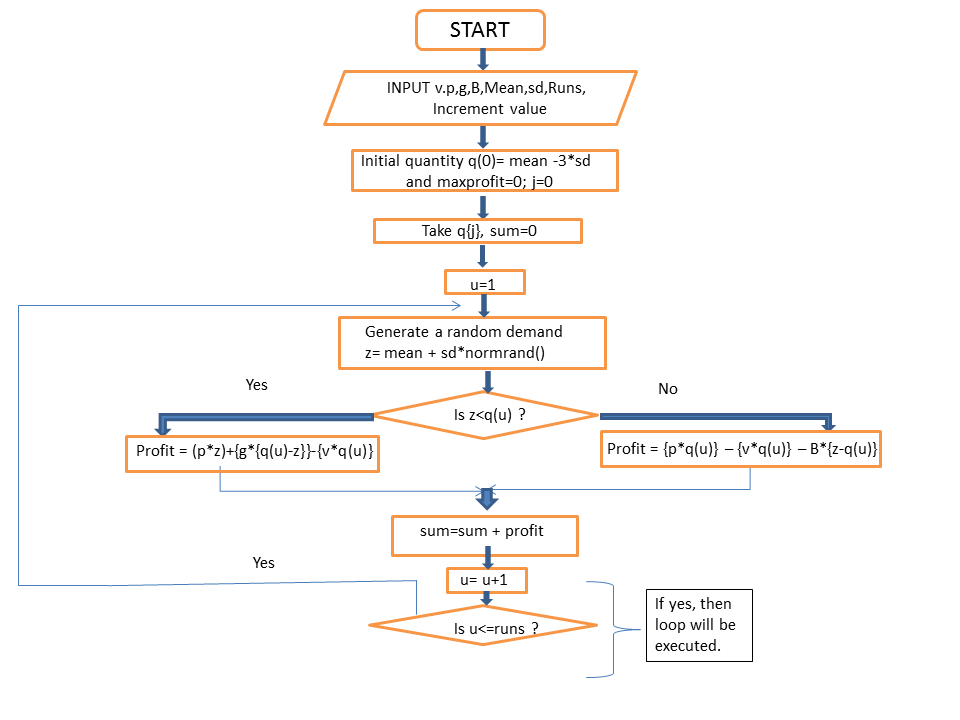 START
INPUT v.p,g,B,Mean,sd,Runs,
Increment value
Initial quantity q(0)= mean -3*sd
and maxprofit=0; j=0
Take q{j}, sum=0
u=1
Generate a random demand
z= mean + sd*normrand()
Yes
No
Is z<q(u) ?
Profit = (p*z)+{g*{q(u)-z}}-{v*q(u)}
Profit = {p*q(u)} – {v*q(u)} – B*{z-q(u)}
sum=sum + profit
Yes
u= u+1
Is u<=runs ?
If yes, then
loop will be
executed.